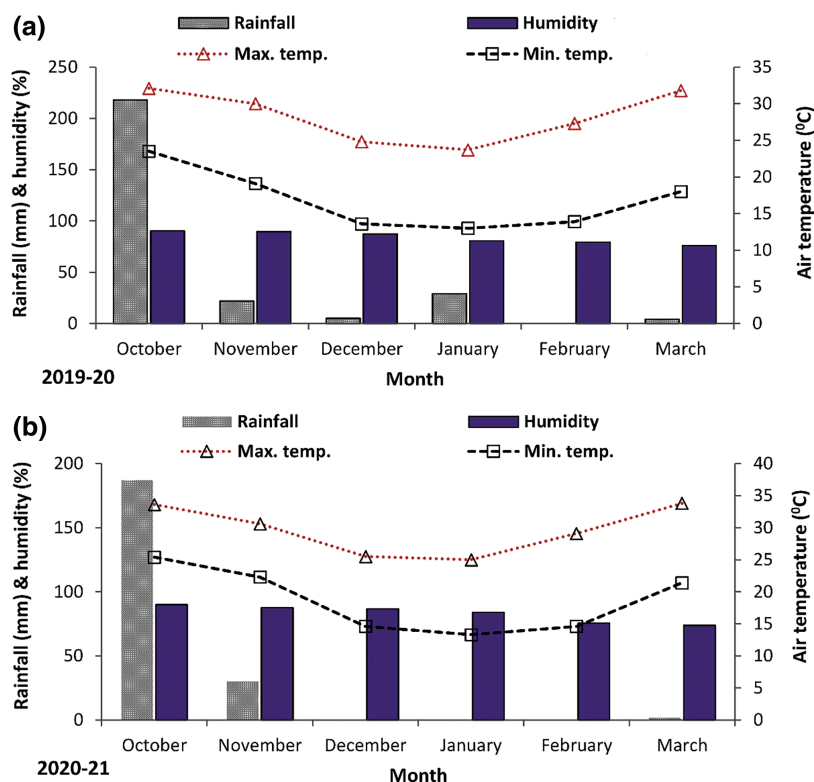 (a)
Rainfall Humidity
Max. temp. Min. temp.
Rainfall (mm) & humidity (%)
250
200
150
100
50
0
35
30
25
20
15
10
5
0
Air temperature (⁰C)
October November December January February March
2019-20 Month
(b)
Rainfall Humidity
Max. temp. Min. temp.
Rainfall (mm) & humidity (%)
200
150
100
50
0
40
35
30
25
20
15
10
5
0
Air temperature (⁰C)
October November December January February March
2020-21 Month